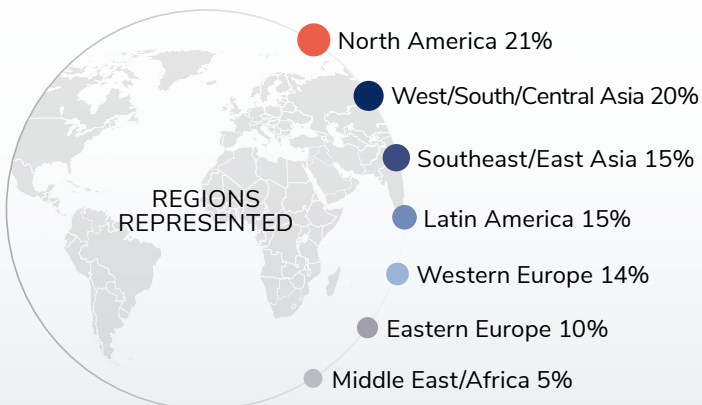 North America 21%
West/South/Central Asia 20%
Southeast/East Asia 15%
REGIONS
REPRESENTED
Latin America 15%
Western Europe 14%
Eastern Europe 10%
Middle East/Africa 5%